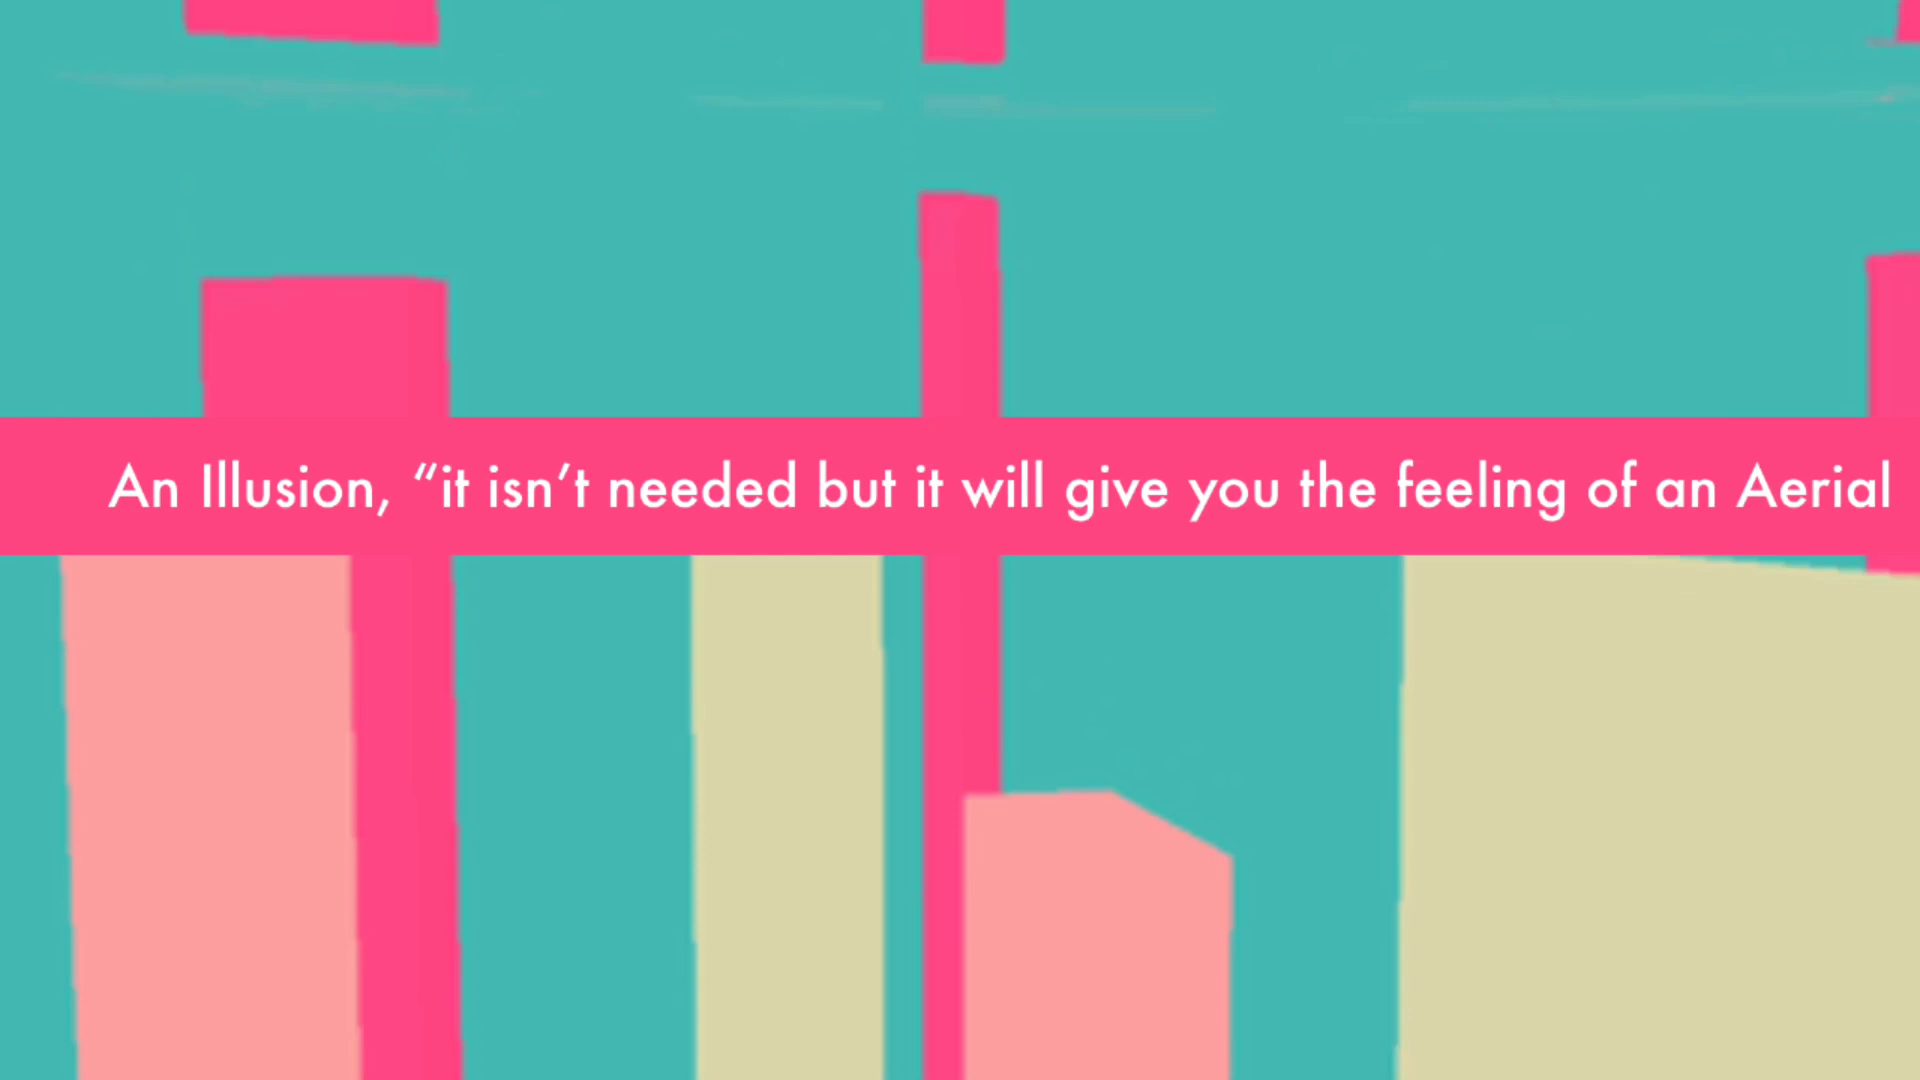 An Illusion, “it isn’t needed but it will give you the feeling of an Aerial